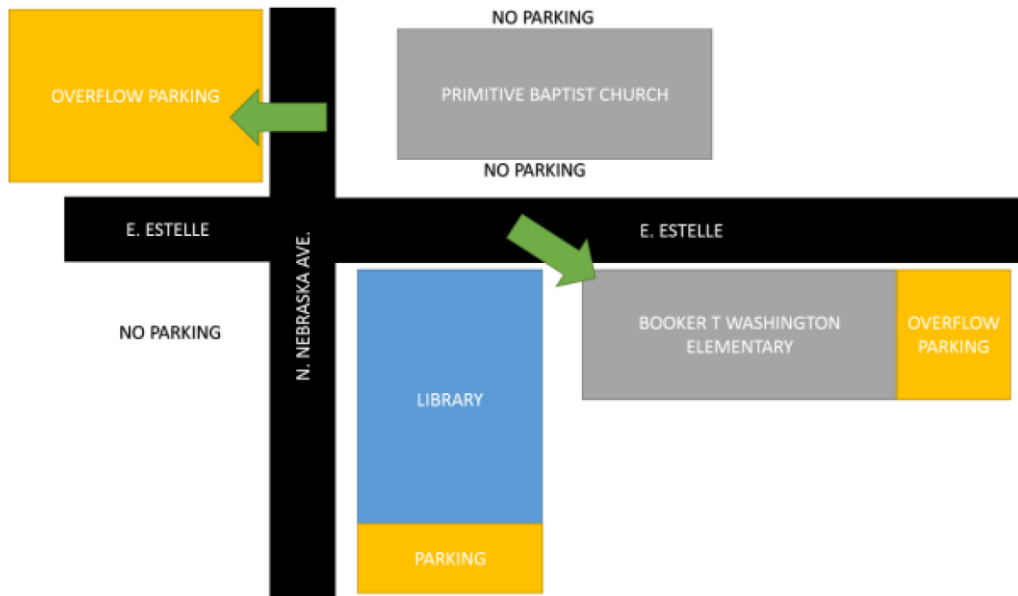 NO PARKING
OVERFLOW PARKING
PRIMITIVE BAPTIST CHURCH
NO PARKING
E. ESTELLE
E. ESTELLE
N. NEBRASKA AVE.
NO PARKING
LIBRARY
BOOKER T WASHINGTON
ELEMENTARY
OVERFLOW
PARKING
PARKING